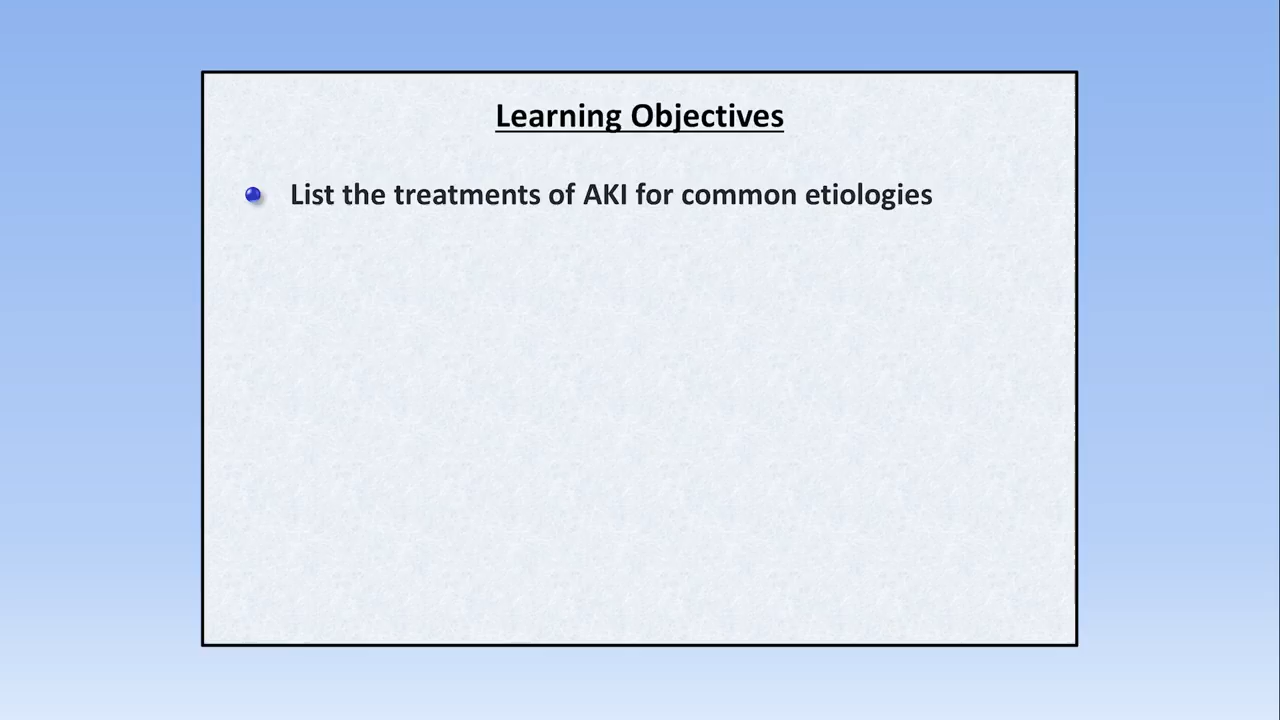 Learning Objectives
List the treatments of AKI for common etiologies